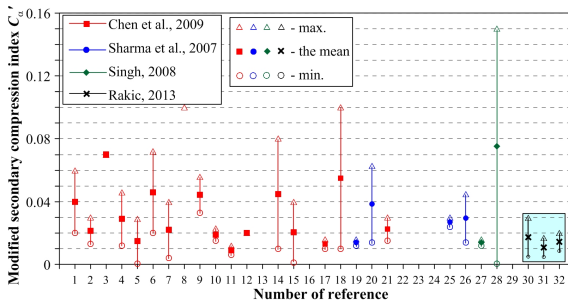 Modified secondary compression index Cα′
0.16
0.12
0.08
0.04
0
Chen et al., 2009
Sharma et al., 2007
Singh, 2008
Rakic, 2013
- max.
- the mean
- min.
1 2 3 4 5 6 7 8 9 10 11 12 13 14 15 16 17 18 19 20 21 22 23 24 25 26 27 28 29 30 31 32
Number of reference